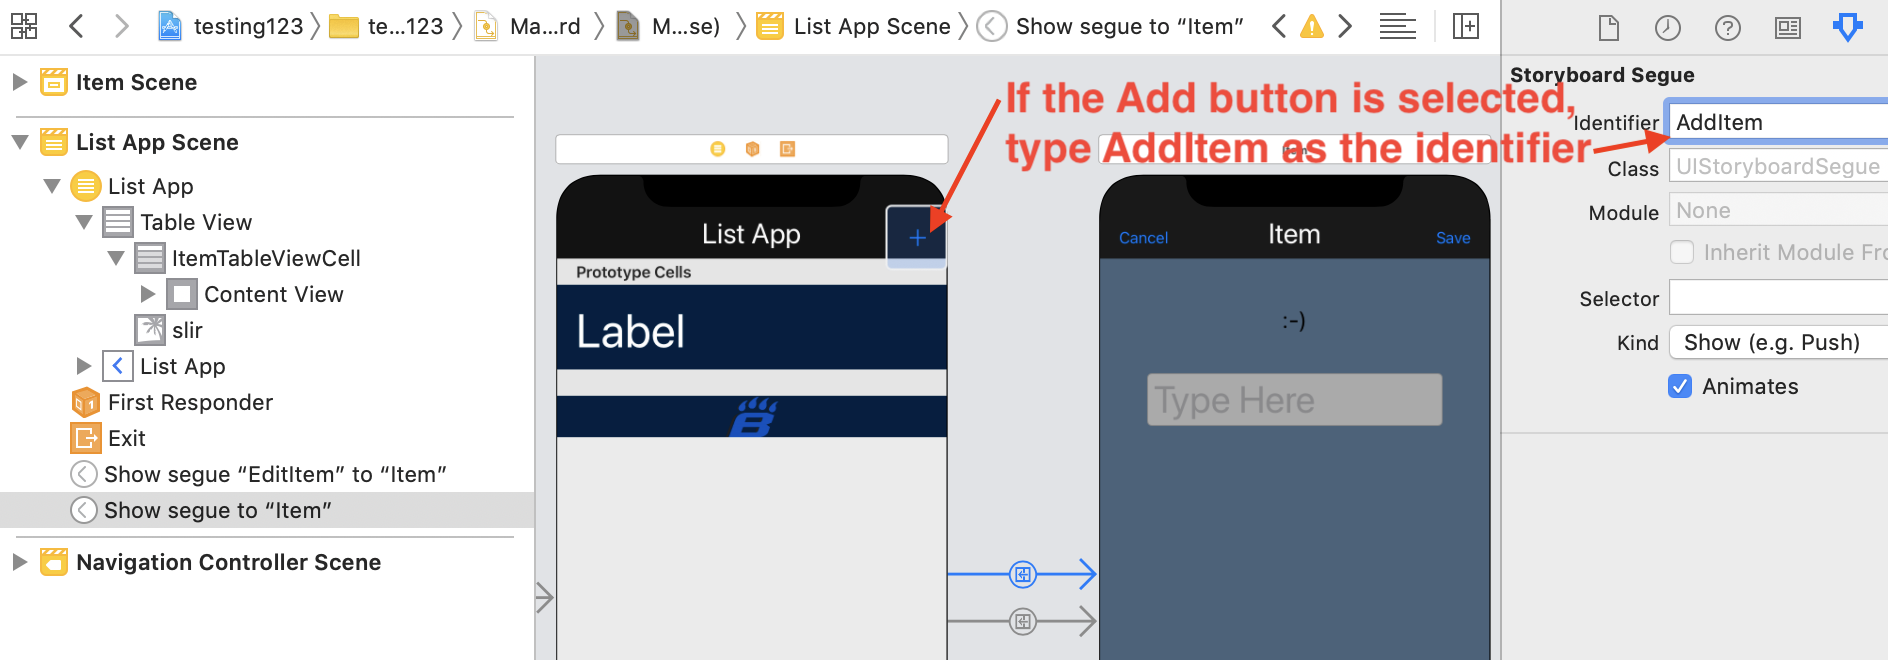 testing123 te...123 Ma...rd M...se) List App Scene Show segue to “Item”
Item Scene
List App Scene
List App
Table View
ItemTableViewCell
Content View
slir
List App
First Responder
Exit
Show segue “EditItem” to “Item”
Show segue to “Item”
Navigation Controller Scene
If the Add button is selected,
type AddItem as the identifier
List App
+
Prototype Cells
Label
B
Cancel Item Save
:-)
Type Here
Storyboard Segue
Identifier AddItem
Class UIStoryboardSegue
Module None
Inherit Module Fro
Selector
Kind Show (e.g. Push)
Animates